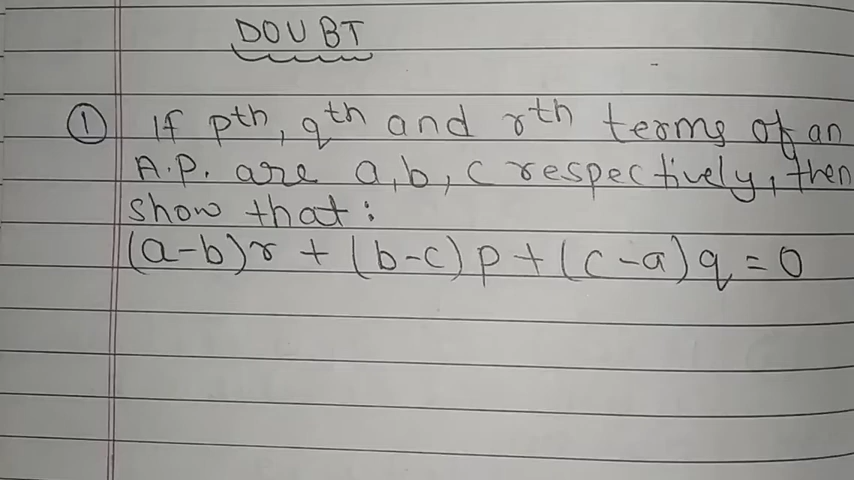 DOUBT
① If pth, qth and rth terms of an
A.P. are a, b, c respectively, then
show that:
(a-b)r + (b-c)p + (c-a)q = 0